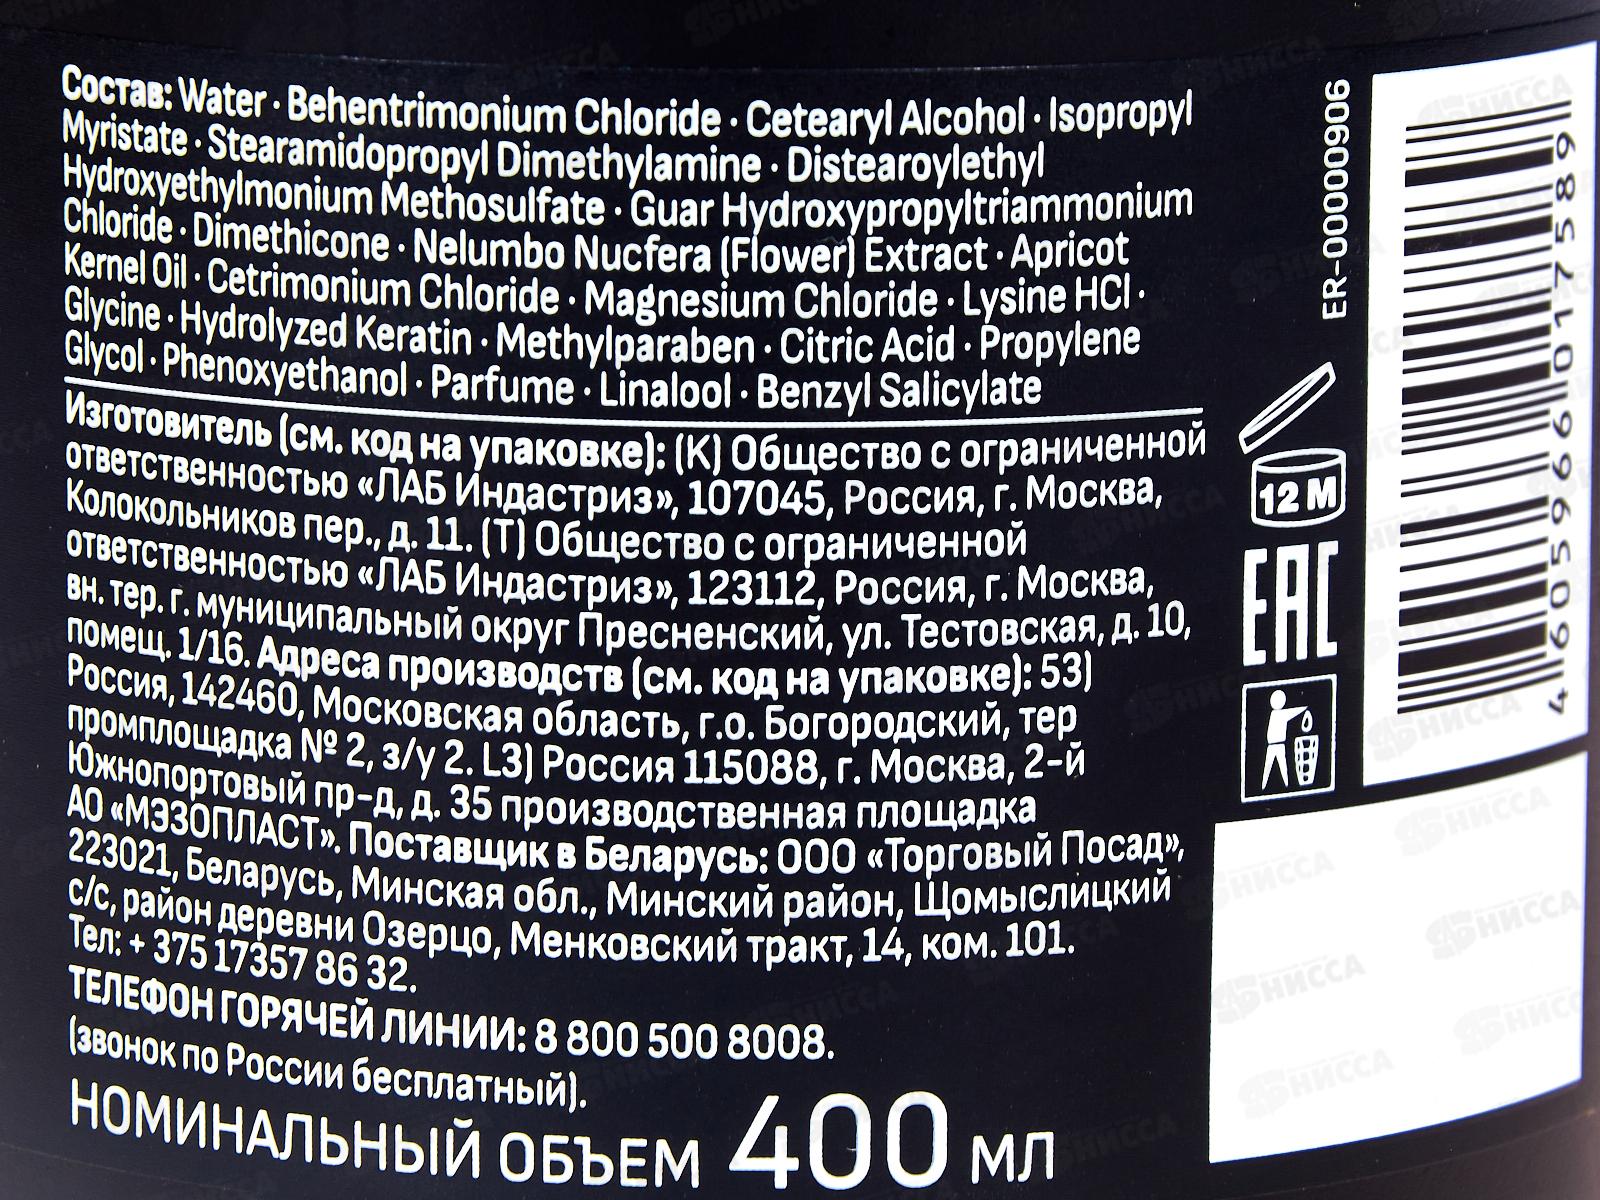 Состав: Water · Behentrimonium Chloride · Cetearyl Alcohol · Isopropyl
Myristate · Stearamidopropyl Dimethylamine · Distearoylethyl
Hydroxyethylmonium Methosulfate · Guar Hydroxypropyltriammonium
Chloride · Dimethicone · Nelumbo Nucfera (Flower) Extract · Apricot
Kernel Oil · Cetrimonium Chloride · Magnesium Chloride · Lysine HCl ·
Glycine · Hydrolyzed Keratin · Methylparaben · Citric Acid · Propylene
Glycol · Phenoxyethanol · Parfume · Linalool · Benzyl Salicylate
Изготовитель (см. код на упаковке): (К) Общество с ограниченной
ответственностью «ЛАБ Индастриз», 107045, Россия, г. Москва,
Колокольников пер., д. 11. (Т) Общество с ограниченной
ответственностью «ЛАБ Индастриз», 123112, Россия, г. Москва,
вн. тер. г. муниципальный округ Пресненский, ул. Тестовская, д. 10,
помещ. 1/16. Адреса производств (см. код на упаковке): 53)
Россия, 142460, Московская область, г.о. Богородский, тер
промплощадка № 2, з/у 2. L3) Россия 115088, г. Москва, 2-й
Южнопортовый пр-д, д. 35 производственная площадка
АО «МЭЗОПЛАСТ». Поставщик в Беларусь: ООО «Торговый Посад»,
223021, Беларусь, Минская обл., Минский район, Щомыслицкий
с/с, район деревни Озерцо, Менковский тракт, 14, ком. 101.
Тел: + 375 17357 86 32.
ТЕЛЕФОН ГОРЯЧЕЙ ЛИНИИ: 8 800 500 8008.
(звонок по России бесплатный).
НОМИНАЛЬНЫЙ ОБЪЕМ 400 МЛ
ER-00000906
12 M
EAC
4 605966 017589